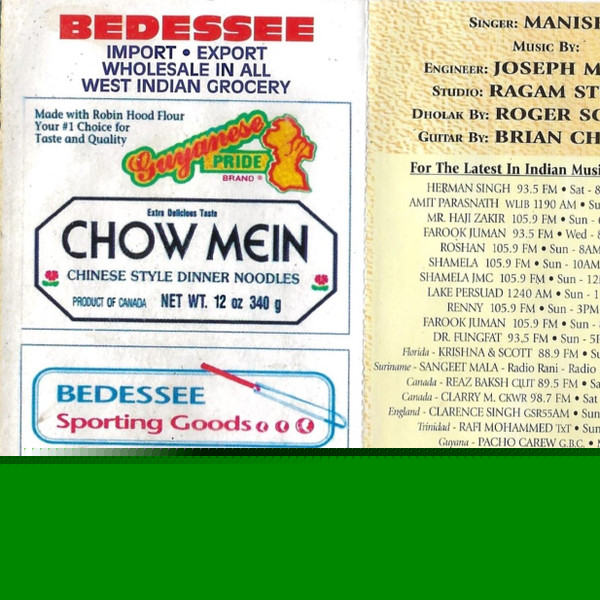 BEDESSEE
IMPORT • EXPORT
WHOLESALE IN ALL
WEST INDIAN GROCERY
Made with Robin Hood Flour
Your #1 Choice for
Taste and Quality
Guyanese
PRIDE
BRAND ®
Extra Delicious Taste
CHOW MEIN
CHINESE STYLE DINNER NOODLES
PRODUCT OF CANADA NET WT. 12 oz 340 g
BEDESSEE
Sporting Goods
SINGER: MANISH
MUSIC BY:
ENGINEER: JOSEPH M
STUDIO: RAGAM ST
DHOLAK BY: ROGER SC
GUITAR BY: BRIAN CH
For The Latest In Indian Musi
HERMAN SINGH 93.5 FM • Sat - 8
AMIT PARASNATH WLIB 1190 AM • Su
MR. HAJI ZAKIR 105.9 FM • Sun - 6
FAROOK JUMAN 93.5 FM • Wed - 8
ROSHAN 105.9 FM • Sun - 8AM
SHAMELA 105.9 FM • Sun - 10AM
SHAMELA JMC 105.9 FM • Sun - 12
LAKE PERSUAD 1240 AM • Sun - 1
RENNY 105.9 FM • Sun - 3PM
FAROOK JUMAN 105.9 FM • Sun - 8
DR. FUNGFAT 93.5 FM • Sun - 5P
Florida - KRISHNA & SCOTT 88.9 FM • Su
Suriname - SANGEET MALA - Radio Rani - Radio
Canada - REAZ BAKSH CJUT 89.5 FM • Sa
Canada - CLARRY M. CKWR 98.7 FM • Sat
England - CLARENCE SINGH GSR55AM • Sun
Trinidad - RAFI MOHAMMED TxT • Sun
Guyana - PACHO CAREW G.B.C. •